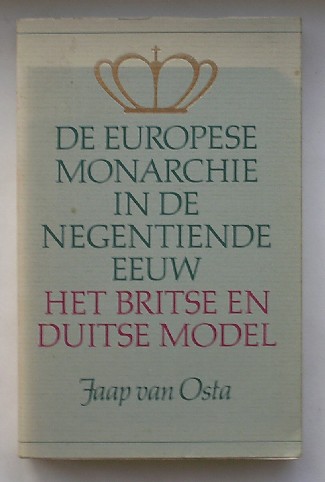 DE EUROPESE
MONARCHIE
IN DE
NEGENTIENDE
EEUW
HET BRITSE EN
DUITSE MODEL
Jaap van Osta